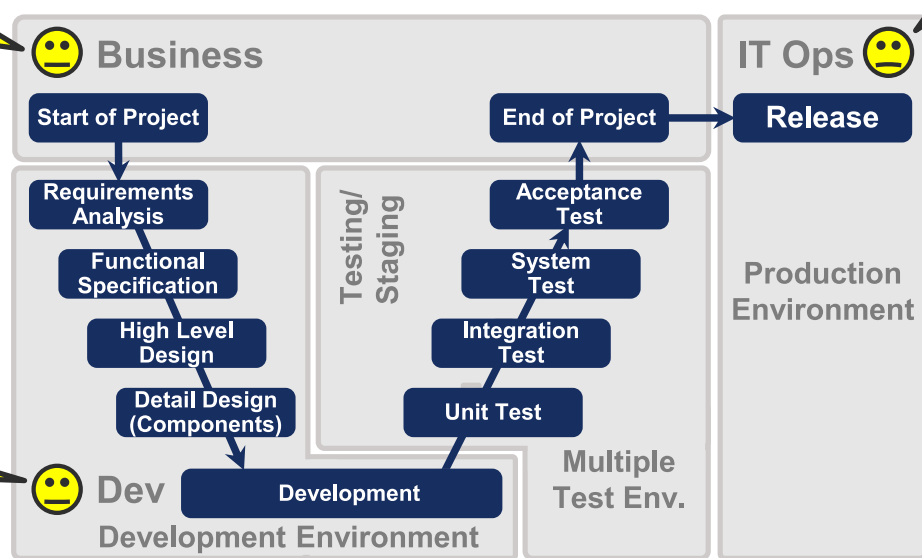 Business
IT Ops
Start of Project
End of Project
Release
Requirements
Analysis
Acceptance
Test
Testing/
Staging
Functional
Specification
System
Test
Production
Environment
High Level
Design
Integration
Test
Detail Design
(Components)
Unit Test
Multiple
Test Env.
Dev
Development
Development Environment